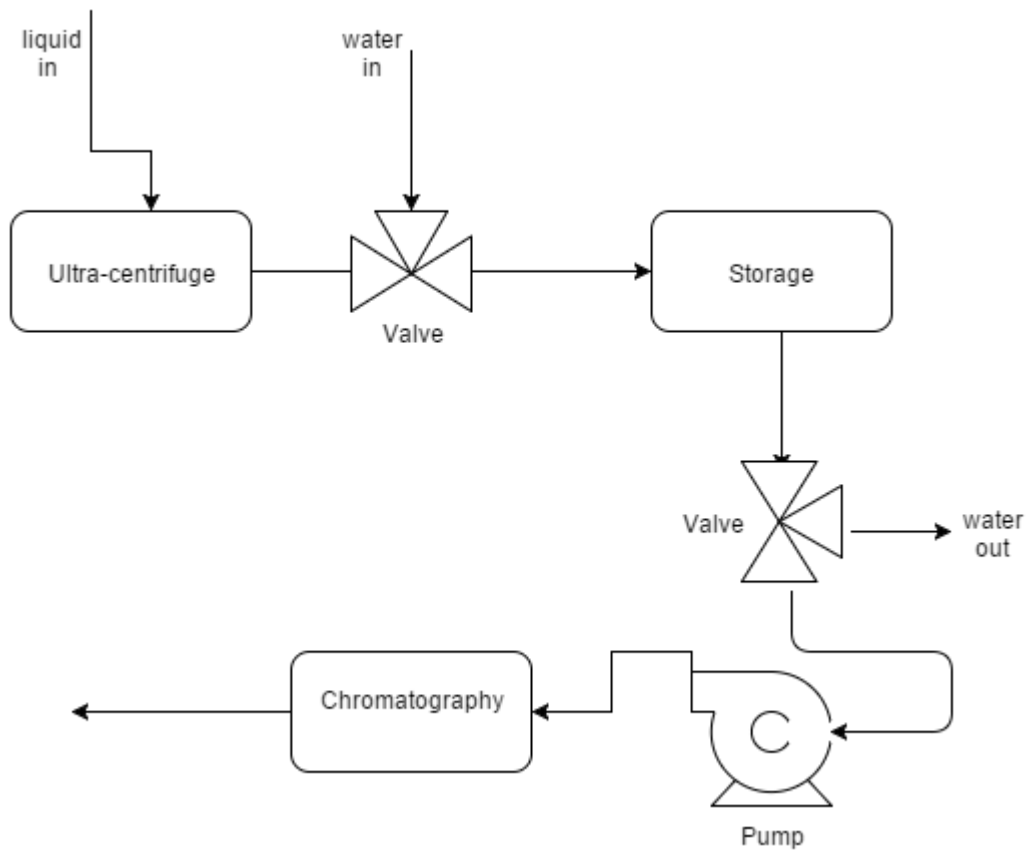 liquid
in
water
in
Ultra-centrifuge
Valve
Storage
Valve
water
out
Chromatography
Pump